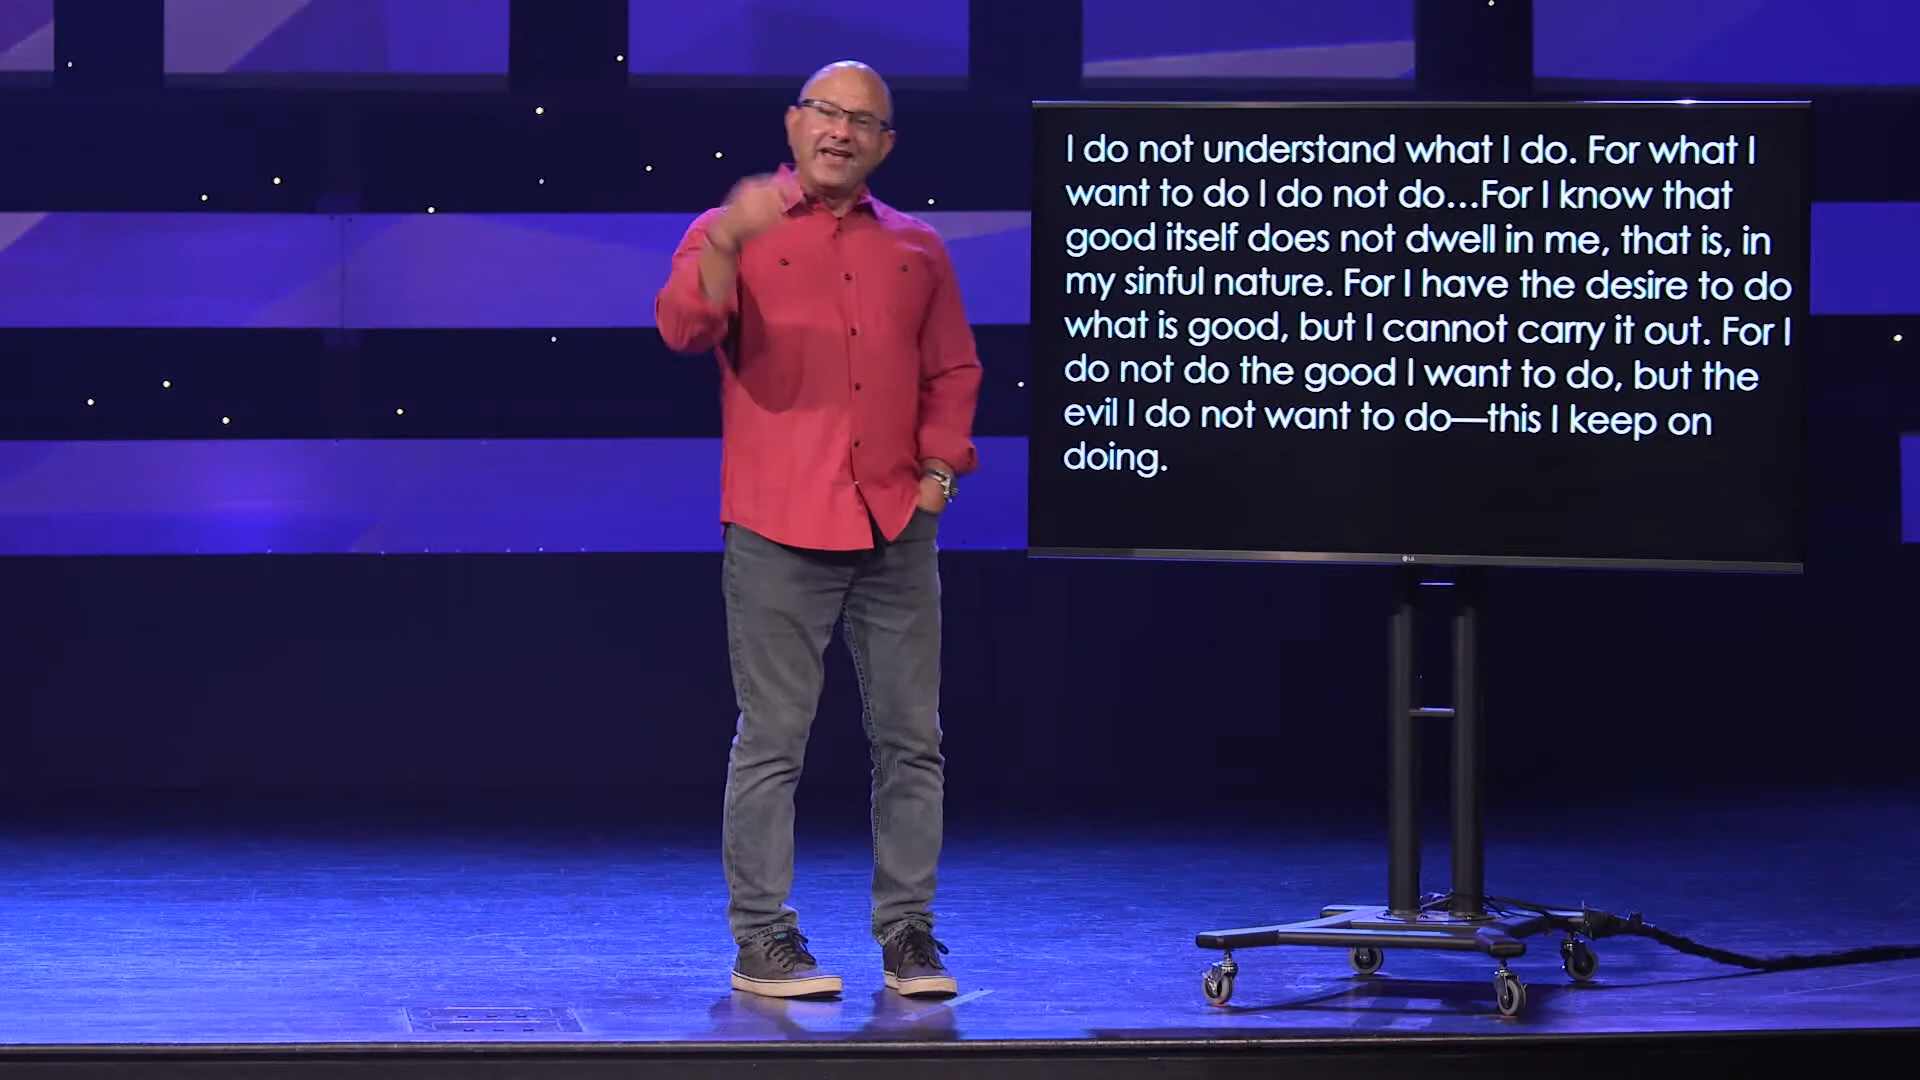 I do not understand what I do. For what I
want to do I do not do...For I know that
good itself does not dwell in me, that is, in
my sinful nature. For I have the desire to do
what is good, but I cannot carry it out. For I
do not do the good I want to do, but the
evil I do not want to do—this I keep on
doing.
LG